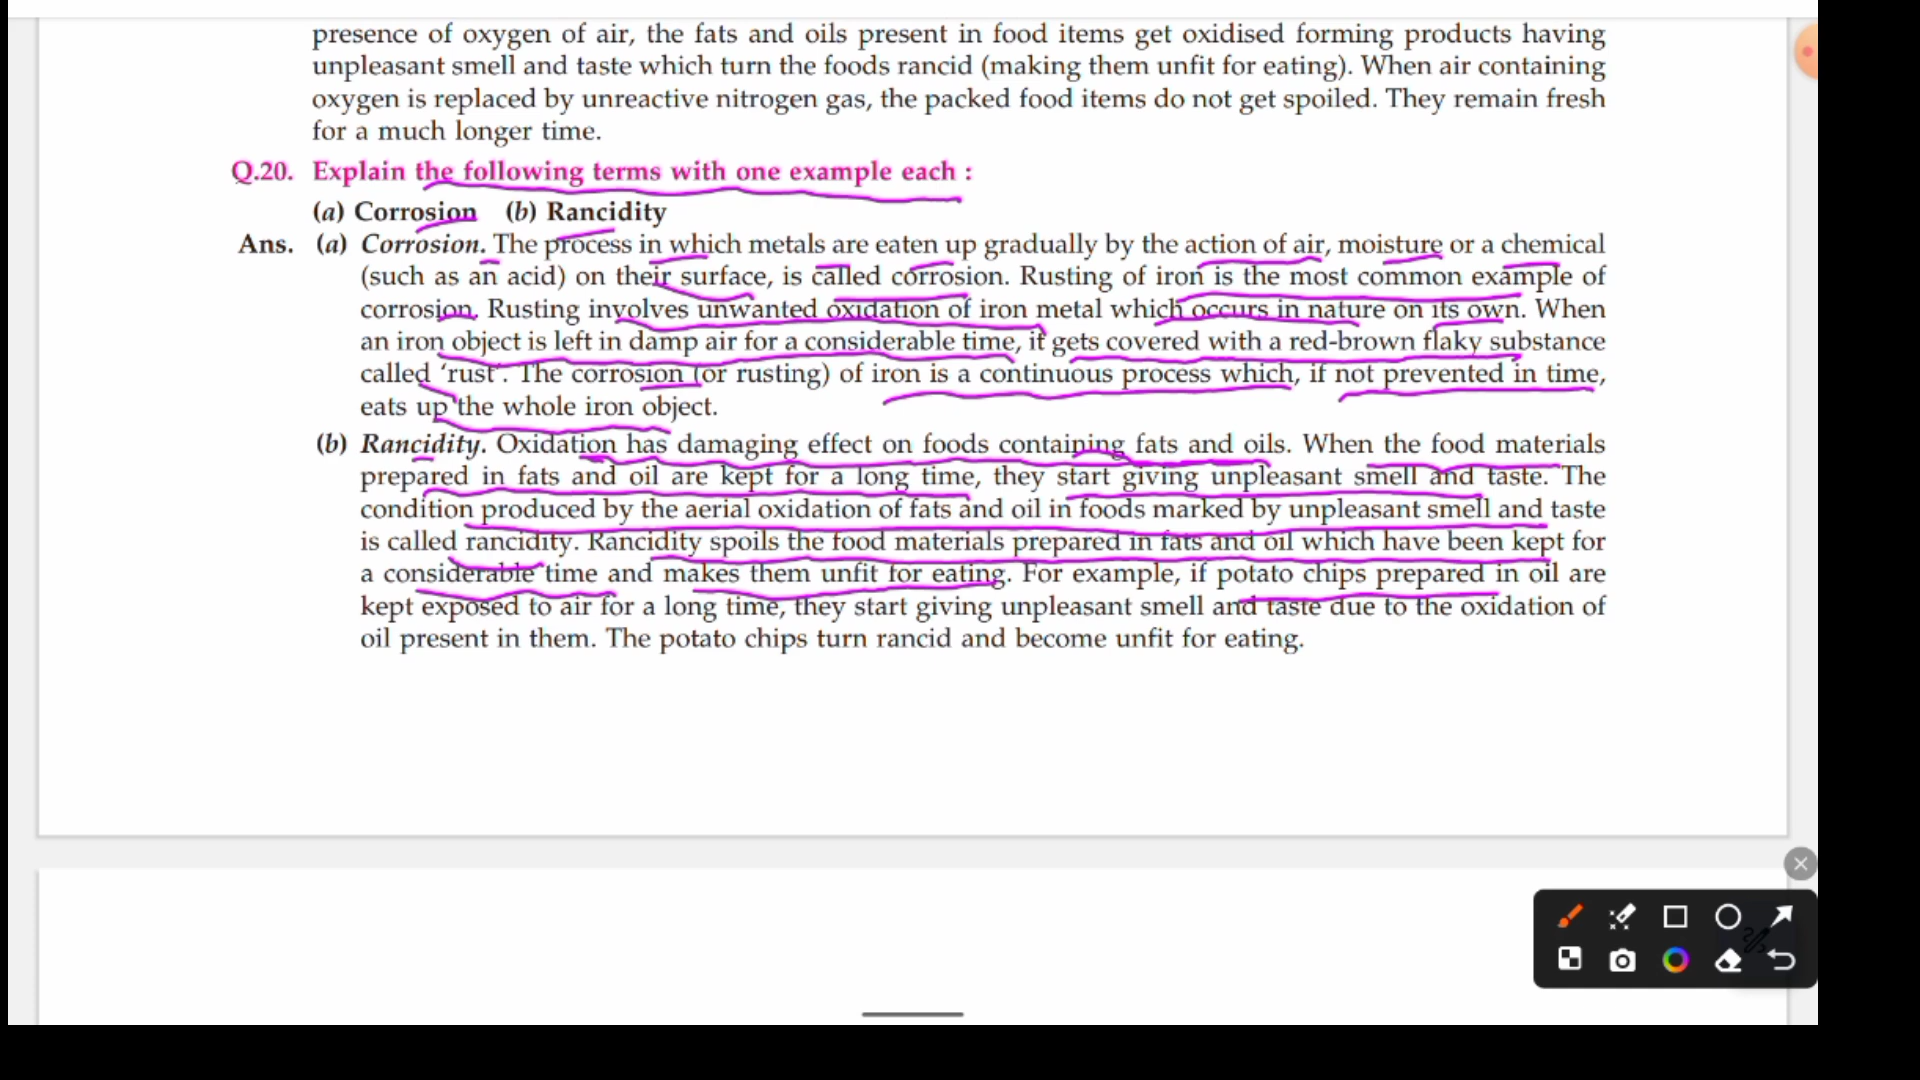 presence of oxygen of air, the fats and oils present in food items get oxidised forming products having
unpleasant smell and taste which turn the foods rancid (making them unfit for eating). When air containing
oxygen is replaced by unreactive nitrogen gas, the packed food items do not get spoiled. They remain fresh
for a much longer time.
Q.20. Explain the following terms with one example each :
(a) Corrosion (b) Rancidity
Ans. (a) Corrosion. The process in which metals are eaten up gradually by the action of air, moisture or a chemical
(such as an acid) on their surface, is called corrosion. Rusting of iron is the most common example of
corrosion. Rusting involves unwanted oxidation of iron metal which occurs in nature on its own. When
an iron object is left in damp air for a considerable time, it gets covered with a red-brown flaky substance
called ‘rust’. The corrosion (or rusting) of iron is a continuous process which, if not prevented in time,
eats up the whole iron object.
(b) Rancidity. Oxidation has damaging effect on foods containing fats and oils. When the food materials
prepared in fats and oil are kept for a long time, they start giving unpleasant smell and taste. The
condition produced by the aerial oxidation of fats and oil in foods marked by unpleasant smell and taste
is called rancidity. Rancidity spoils the food materials prepared in fats and oil which have been kept for
a considerable time and makes them unfit for eating. For example, if potato chips prepared in oil are
kept exposed to air for a long time, they start giving unpleasant smell and taste due to the oxidation of
oil present in them. The potato chips turn rancid and become unfit for eating.